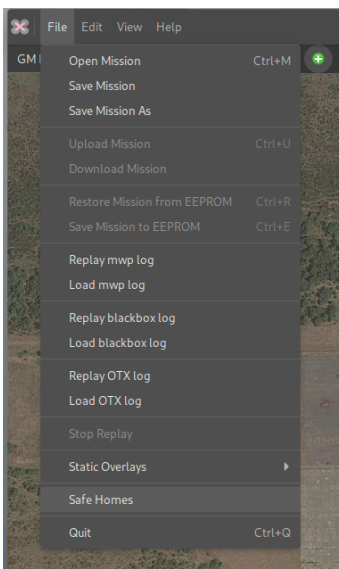 File Edit View Help
GM
Open Mission Ctrl+M
Save Mission
Save Mission As
Upload Mission Ctrl+U
Download Mission
Restore Mission from EEPROM Ctrl+R
Save Mission to EEPROM Ctrl+E
Replay mwp log
Load mwp log
Replay blackbox log
Load blackbox log
Replay OTX log
Load OTX log
Stop Replay
Static Overlays
Safe Homes
Quit Ctrl+Q